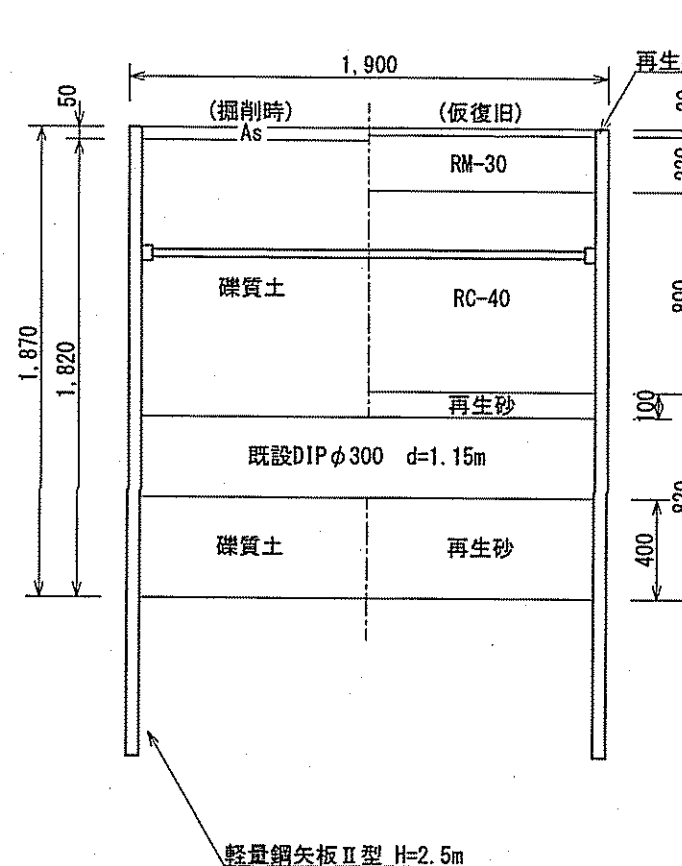 再生
1,900
50
(掘削時)
(仮復旧)
As
RM-30
礫質土
RC-40
1,870
1,820
再生砂
100
既設DIPφ300 d=1.15m
820
礫質土
再生砂
400
軽量鋼矢板Ⅱ型 H=2.5m